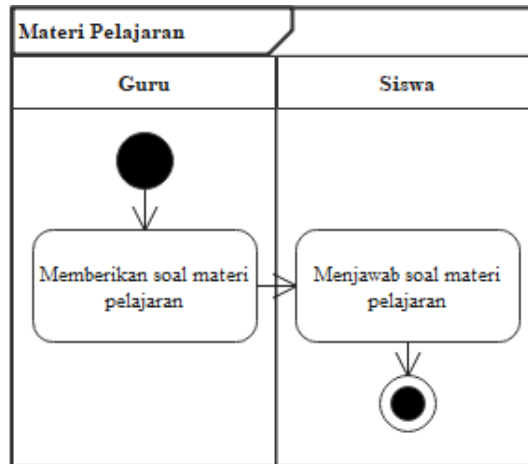 Materi Pelajaran
Guru
Siswa
Memberikan soal materi
pelajaran
Menjawab soal materi
pelajaran